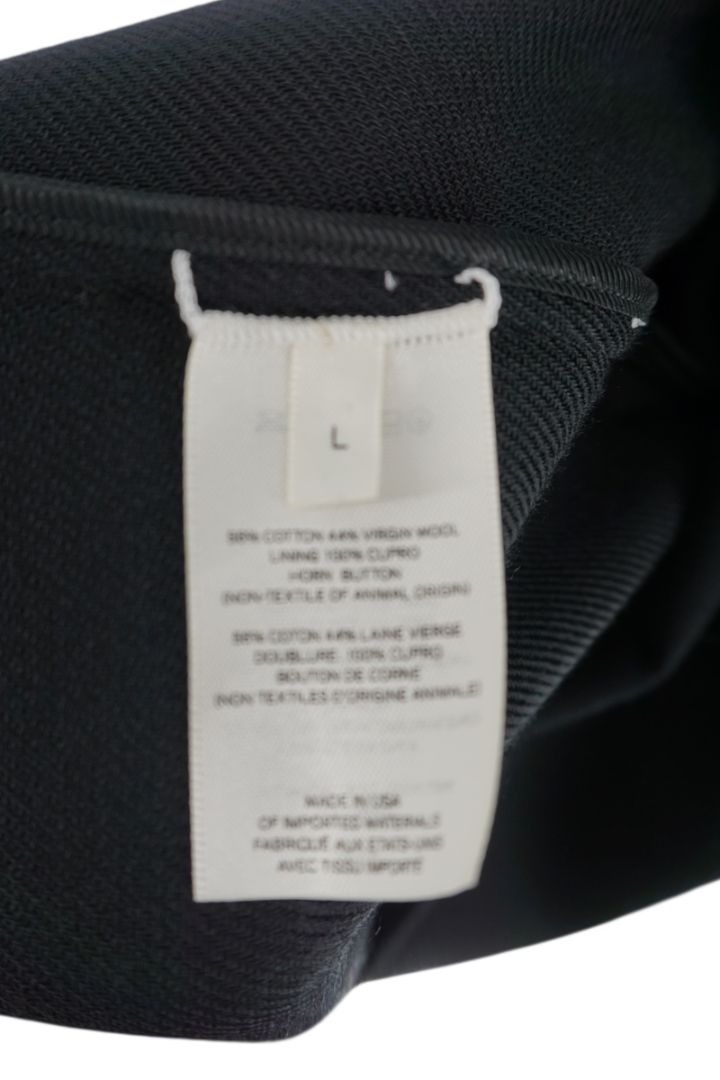 L
56% COTTON 44% VIRGIN WOOL
LINING 100% CUPRO
HORN BUTTON
(NON-TEXTILE OF ANIMAL ORIGIN)
56% COTON 44% LAINE VIERGE
DOUBLURE: 100% CUPRO
BOUTON DE CORNE
(NON TEXTILES D'ORIGINE ANIMALE)
MADE IN USA
OF IMPORTED MATERIALS
FABRIQUÉ AUX ETATS-UNIS
AVEC TISSU IMPORTÉ